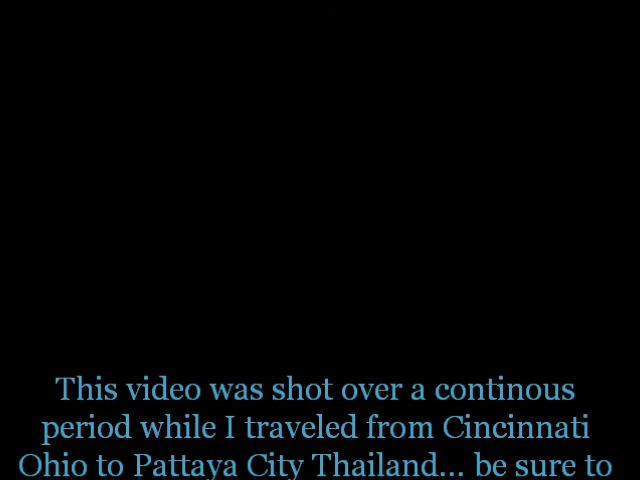 This video was shot over a continous
period while I traveled from Cincinnati
Ohio to Pattaya City Thailand... be sure to